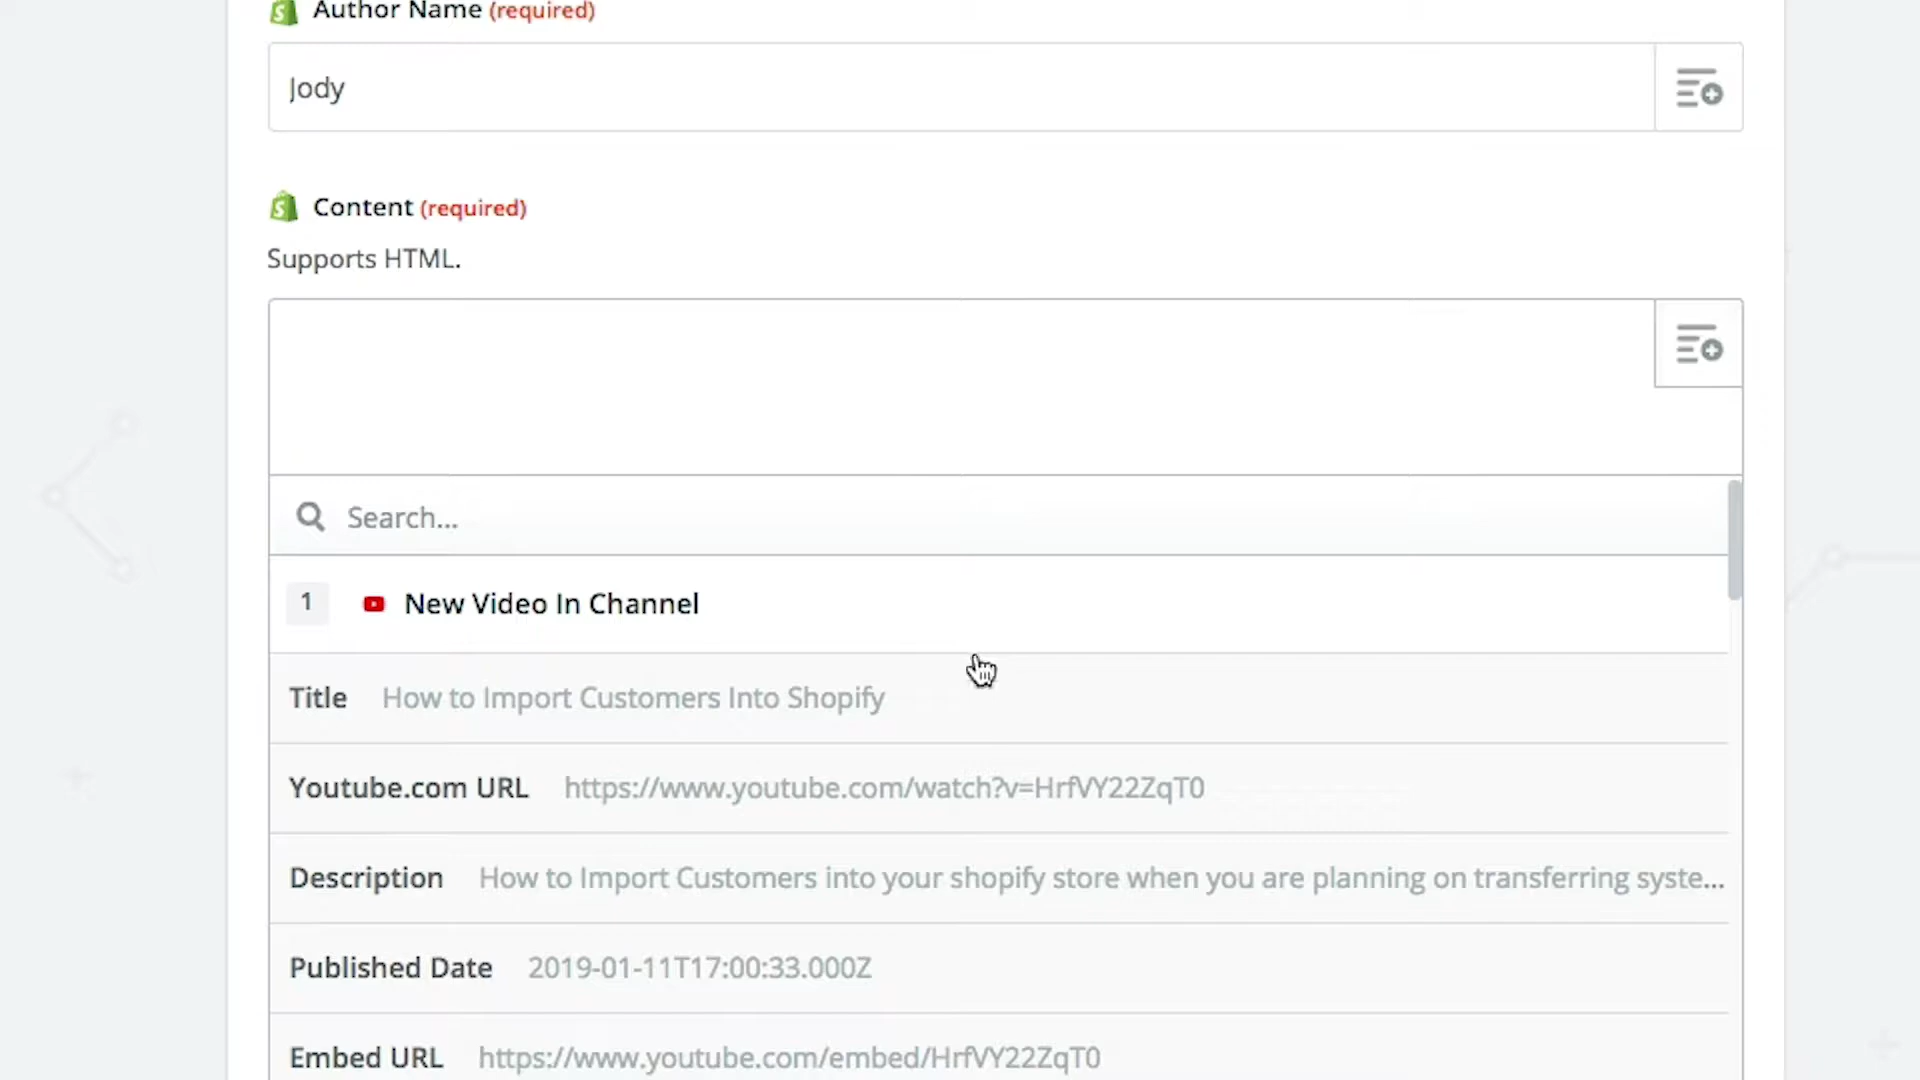 Author Name (required)
Jody
Content (required)
Supports HTML.
Search...
1 New Video In Channel
Title How to Import Customers Into Shopify
Youtube.com URL https://www.youtube.com/watch?v=HrfVY22ZqT0
Description How to Import Customers into your shopify store when you are planning on transferring syste...
Published Date 2019-01-11T17:00:33.000Z
Embed URL https://www.youtube.com/embed/HrfVY22ZqT0